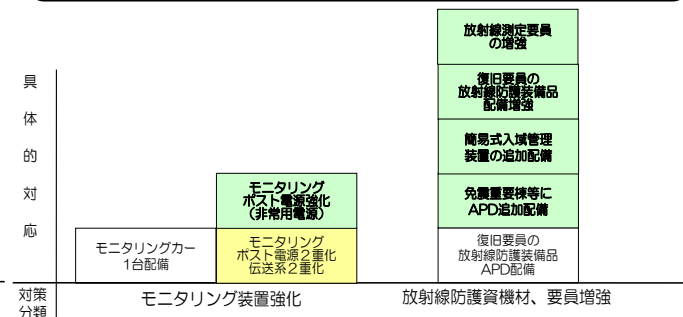 具
体
的
対
応
放射線測定要員
の増強
復旧要員の
放射線防護装備品
配備増強
簡易式入域管理
装置の追加配備
モニタリング
ポスト電源強化
(非常用電源)
免震重要棟等に
APD追加配備
モニタリングカー
1台配備
モニタリング
ポスト電源2重化
伝送系2重化
復旧要員の
放射線防護装備品
APD配備
対策
分類
モニタリング装置強化
放射線防護資機材、要員増強